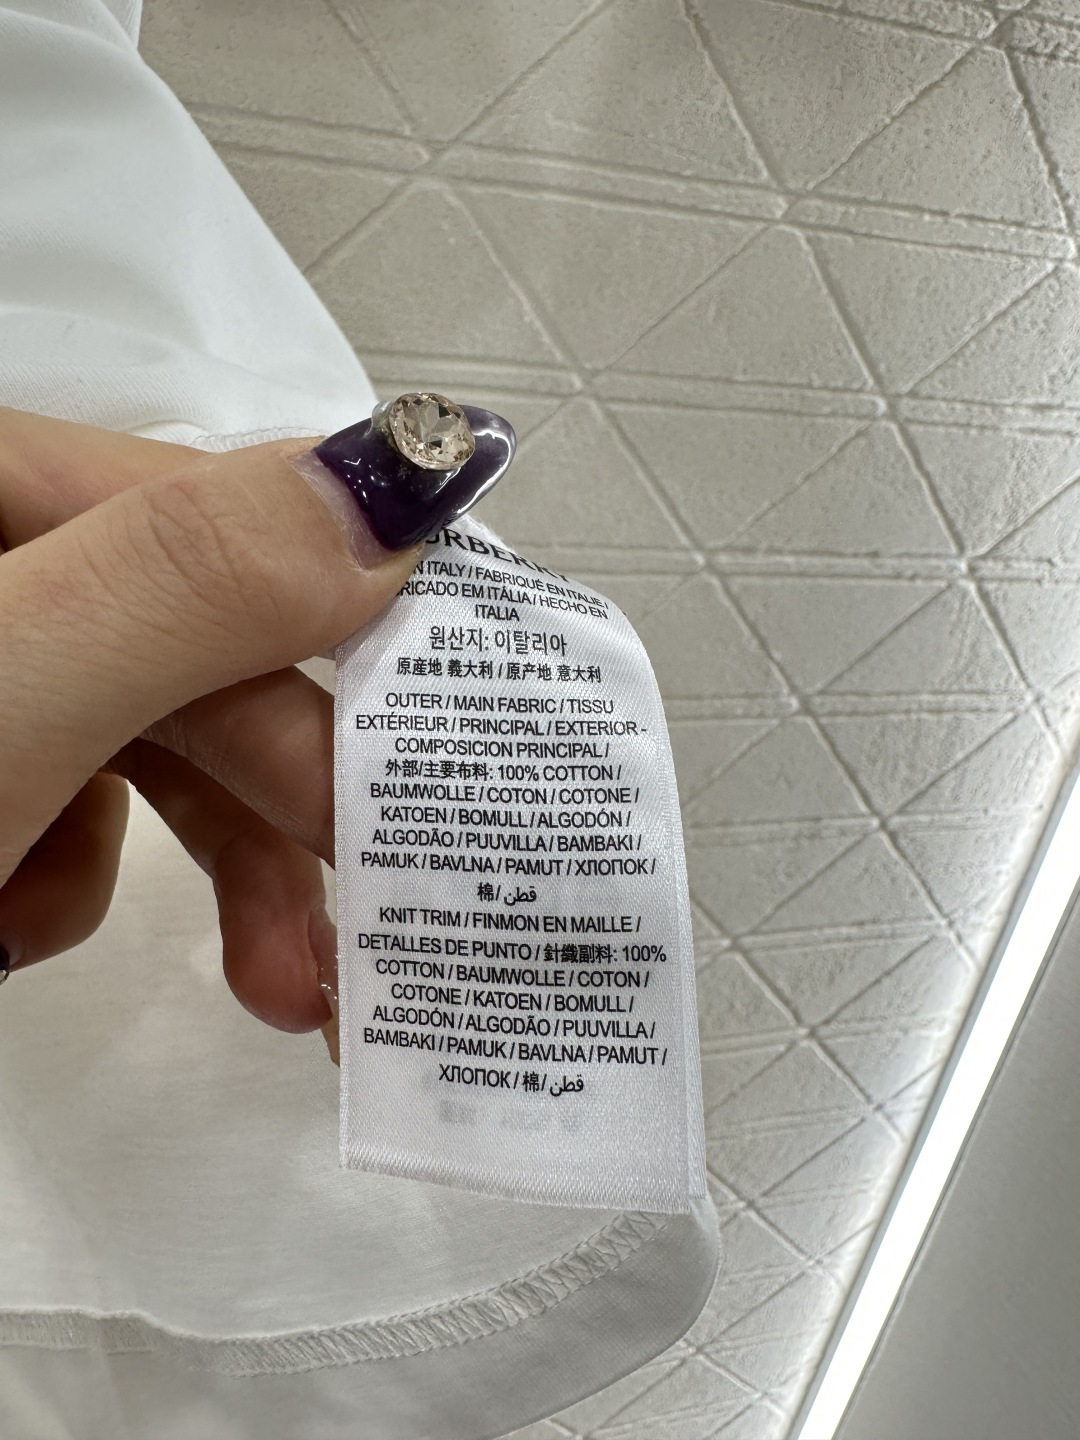 URBERRY
N ITALY / FABRIQUÉ EN ITALIE /
RICADO EM ITÁLIA / HECHO EN
ITALIA
원산지: 이탈리아
原産地 義大利 / 原产地 意大利
OUTER / MAIN FABRIC / TISSU
EXTÉRIEUR / PRINCIPAL / EXTERIOR -
COMPOSICION PRINCIPAL /
外部/主要布料: 100% COTTON /
BAUMWOLLE / COTON / COTONE /
KATOEN / BOMULL / ALGODÓN /
ALGODÃO / PUUVILLA / BAMBAKI /
PAMUK / BAVLNA / PAMUT / ХЛОПОК /
棉/ قطن
KNIT TRIM / FINMON EN MAILLE /
DETALLES DE PUNTO / 針織副料: 100%
COTTON / BAUMWOLLE / COTON /
COTONE / KATOEN / BOMULL /
ALGODÓN / ALGODÃO / PUUVILLA /
BAMBAKI / PAMUK / BAVLNA / PAMUT /
ХЛОПОК / 棉/ قطن